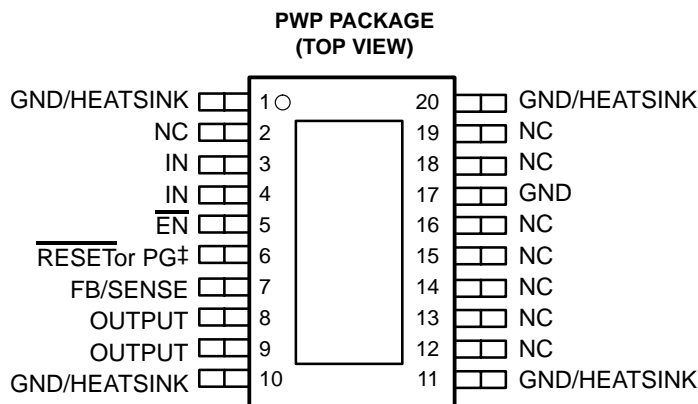 PWP PACKAGE
(TOP VIEW)
GND/HEATSINK 1 20 GND/HEATSINK
NC 2 19 NC
IN 3 18 NC
IN 4 17 GND
EN 5 16 NC
RESETor PG‡ 6 15 NC
FB/SENSE 7 14 NC
OUTPUT 8 13 NC
OUTPUT 9 12 NC
GND/HEATSINK 10 11 GND/HEATSINK